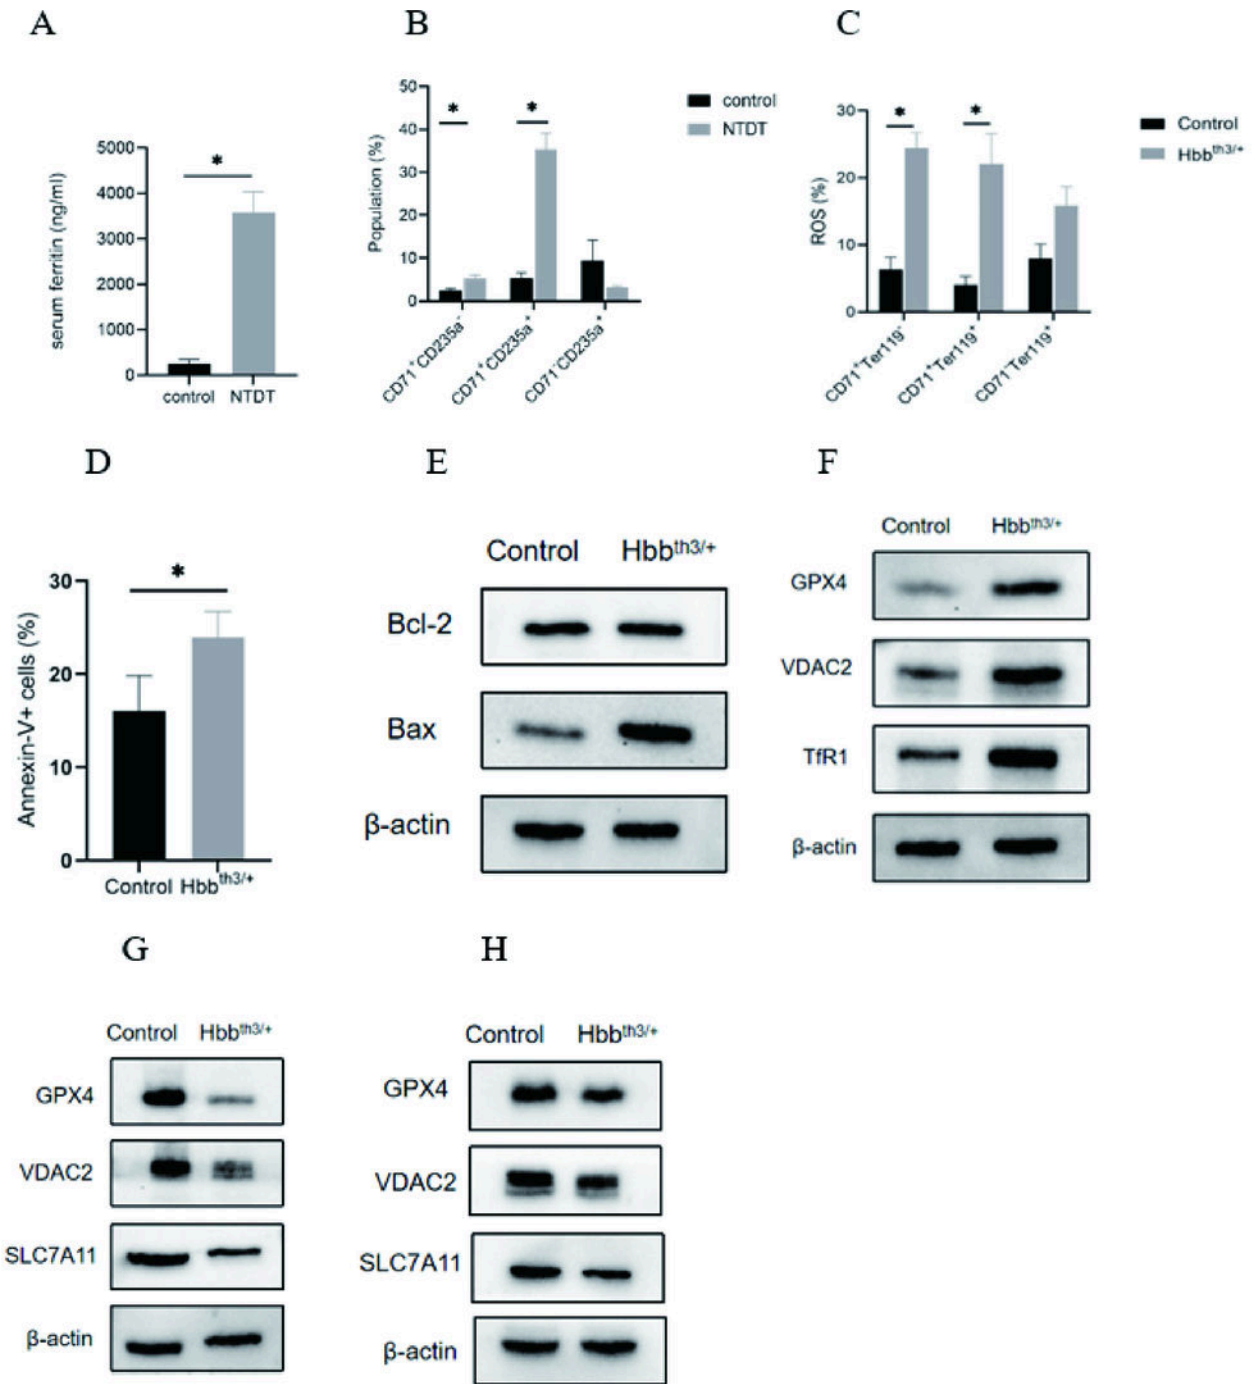 A
serum ferritin (ng/ml)
5000
4000
3000
2000
1000
0
*
control NTDT
B
Population (%)
50
40
30
20
10
0
* *
control
NTDT
CD71⁺CD235a⁻
CD71⁺CD235a⁺
CD71⁻CD235a⁺
C
ROS (%)
30
20
10
0
* *
Control
Hbbᵗʰ³/⁺
CD71⁺Ter119⁻
CD71⁺Ter119⁺
CD71⁻Ter119⁺
D
Annexin-V+ cells (%)
30
20
10
0
*
Control Hbbᵗʰ³/⁺
E
Control Hbbᵗʰ³/⁺
Bcl-2
Bax
β-actin
F
Control Hbbᵗʰ³/⁺
GPX4
VDAC2
TfR1
β-actin
G
Control Hbbᵗʰ³/⁺
GPX4
VDAC2
SLC7A11
β-actin
H
Control Hbbᵗʰ³/⁺
GPX4
VDAC2
SLC7A11
β-actin